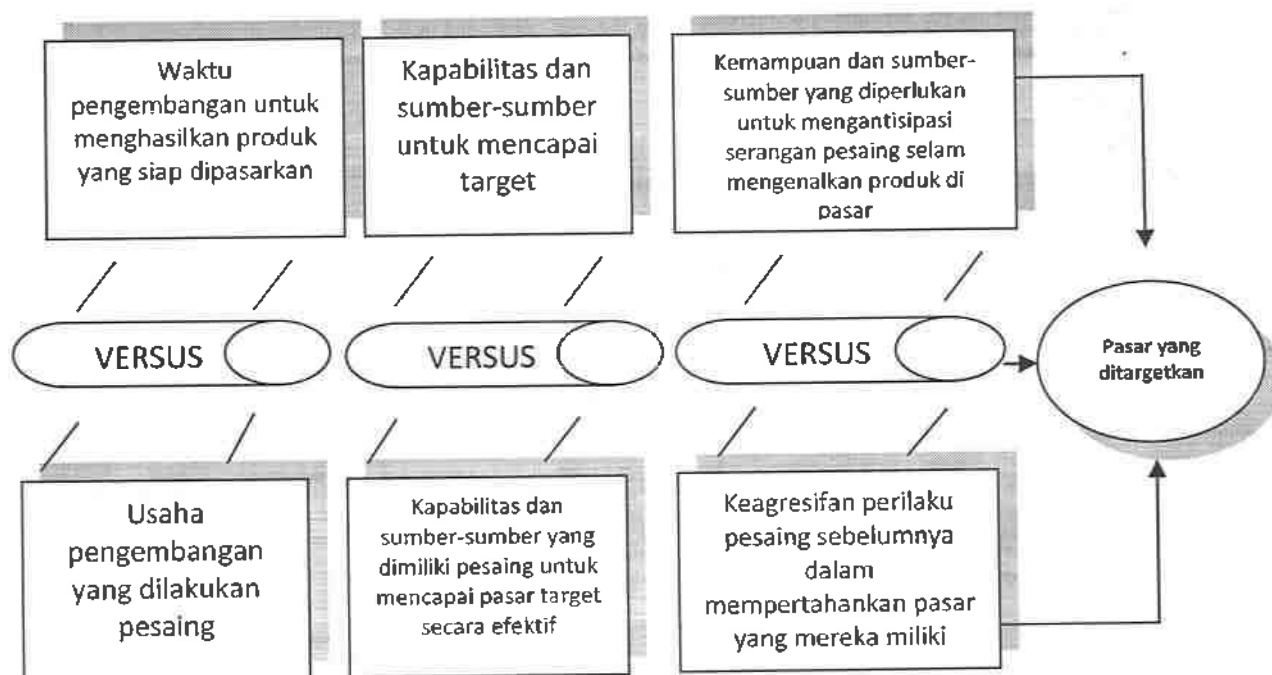 Waktu
pengembangan untuk
menghasilkan produk
yang siap dipasarkan
Kapabilitas dan
sumber-sumber
untuk mencapai
target
Kemampuan dan sumber-
sumber yang diperlukan
untuk mengantisipasi
serangan pesaing selam
mengenalkan produk di
pasar
VERSUS
VERSUS
VERSUS
Pasar yang
ditargetkan
Usaha
pengembangan
yang dilakukan
pesaing
Kapabilitas dan
sumber-sumber yang
dimiliki pesaing untuk
mencapai pasar target
secara efektif
Keagresifan perilaku
pesaing sebelumnya
dalam
mempertahankan pasar
yang mereka miliki